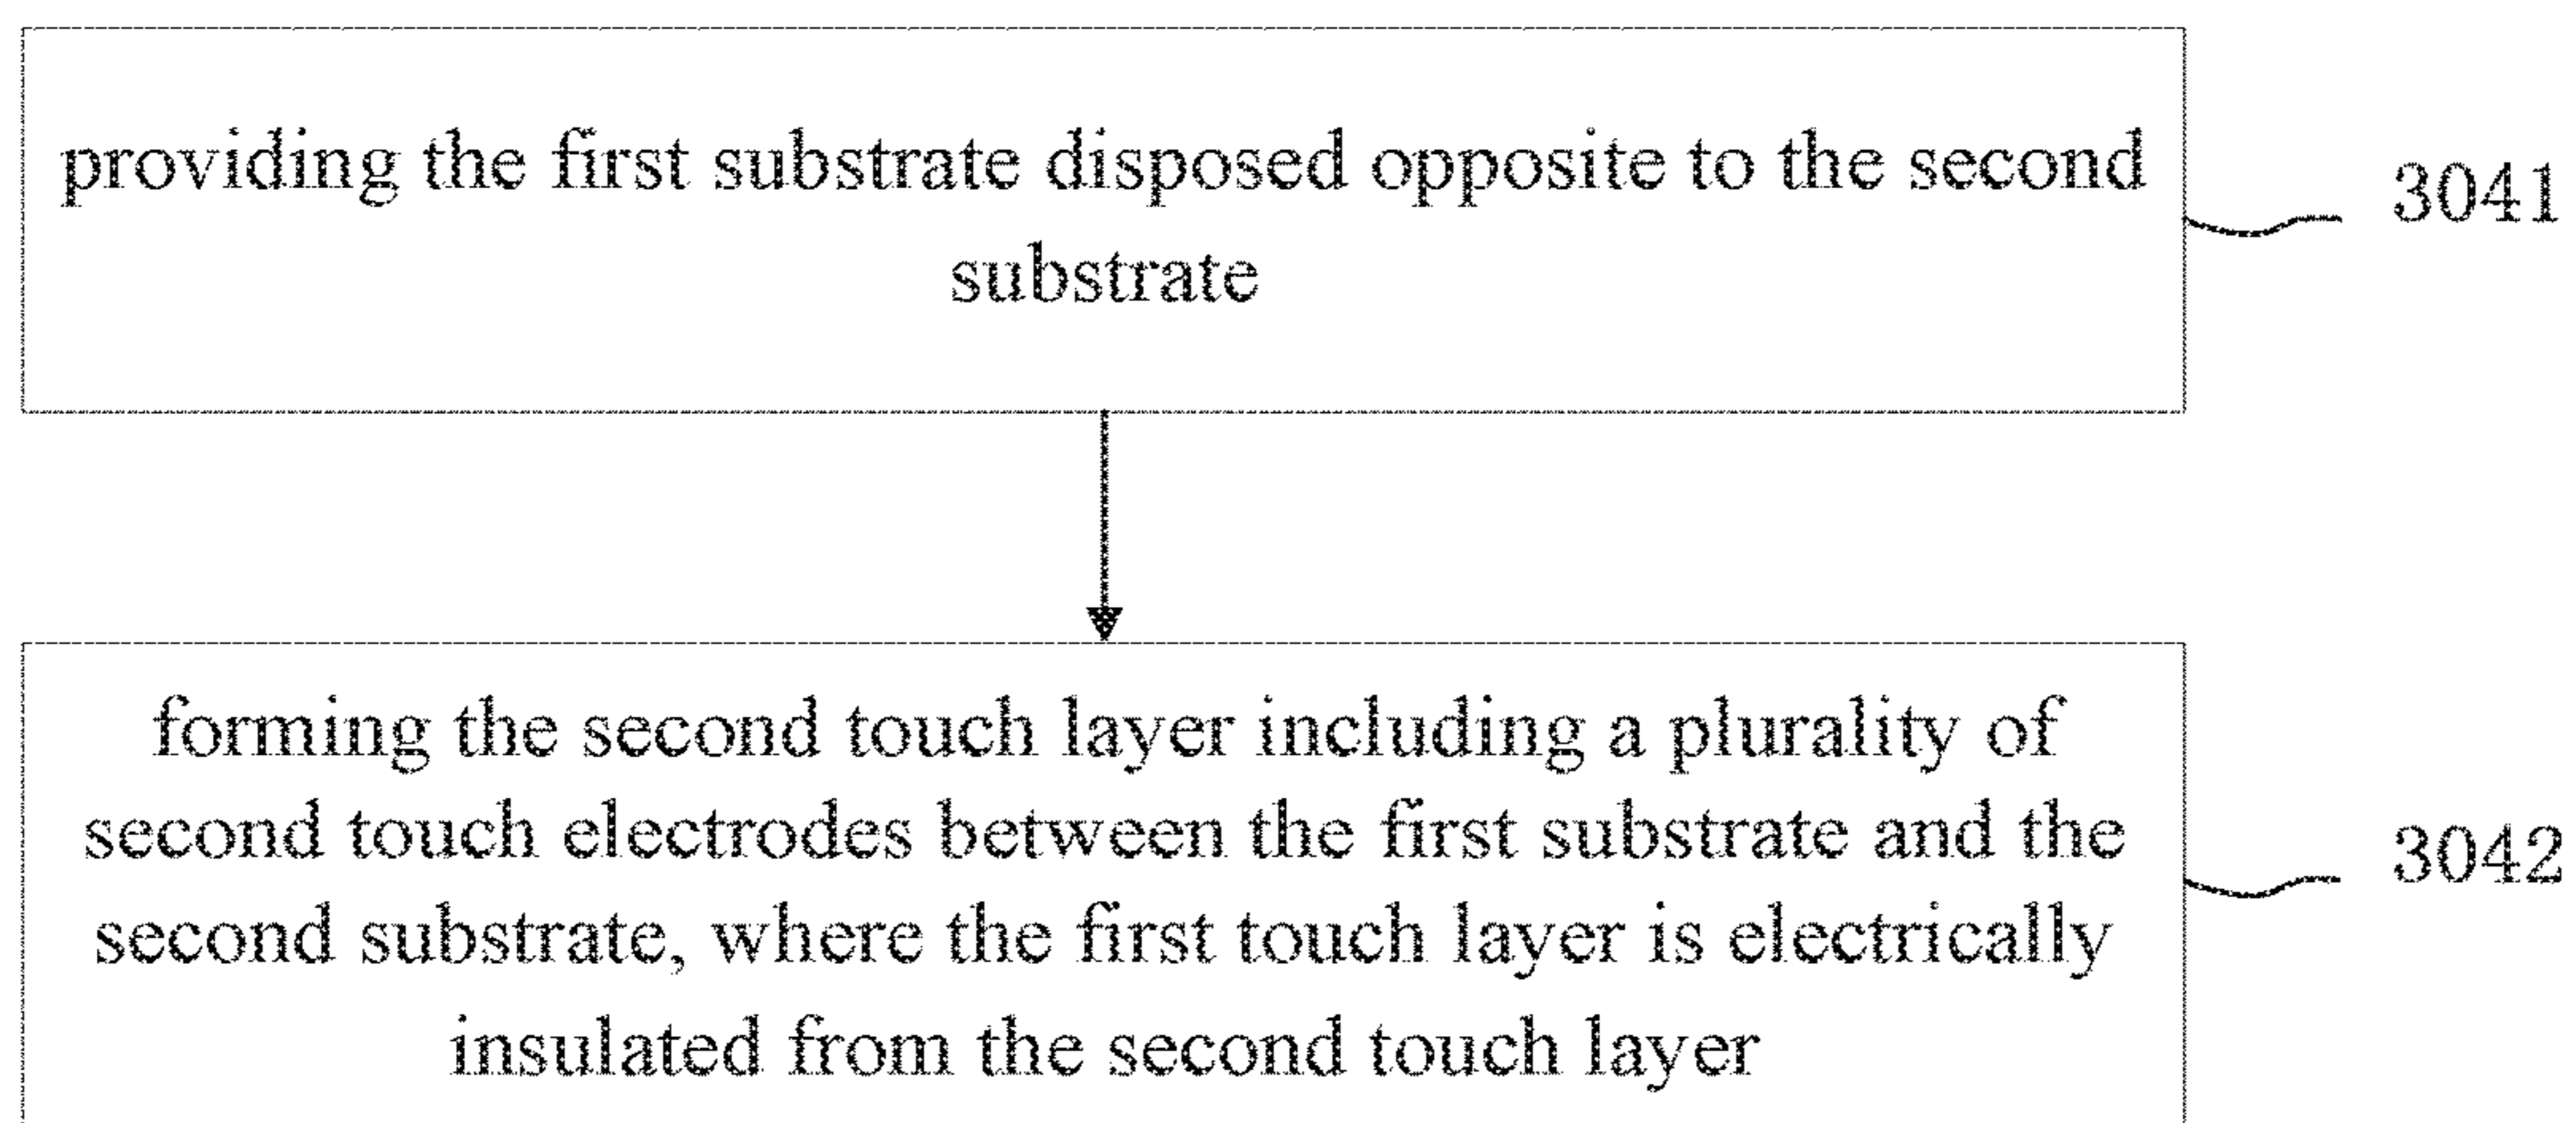 providing the first substrate disposed opposite to the second
substrate
3041
forming the second touch layer including a plurality of
second touch electrodes between the first substrate and the
second substrate, where the first touch layer is electrically
insulated from the second touch layer
3042